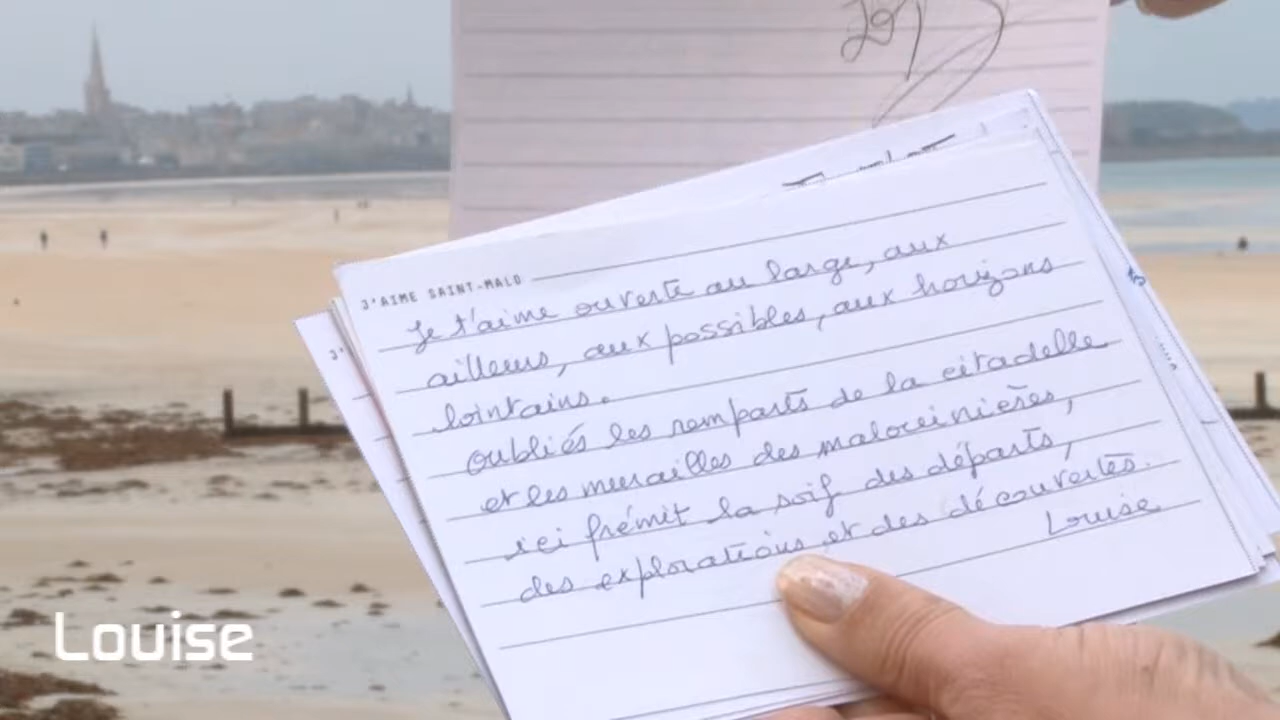 J'AIME SAINT-MALO
Je t'aime ouverte au large, aux
ailleurs, aux possibles, aux horizons
lointains.
oubliés les remparts de la citadelle
et les murailles des malouinières,
ici frémit la soif des départs,
des explorations et des découvertes.
Louise
Louise